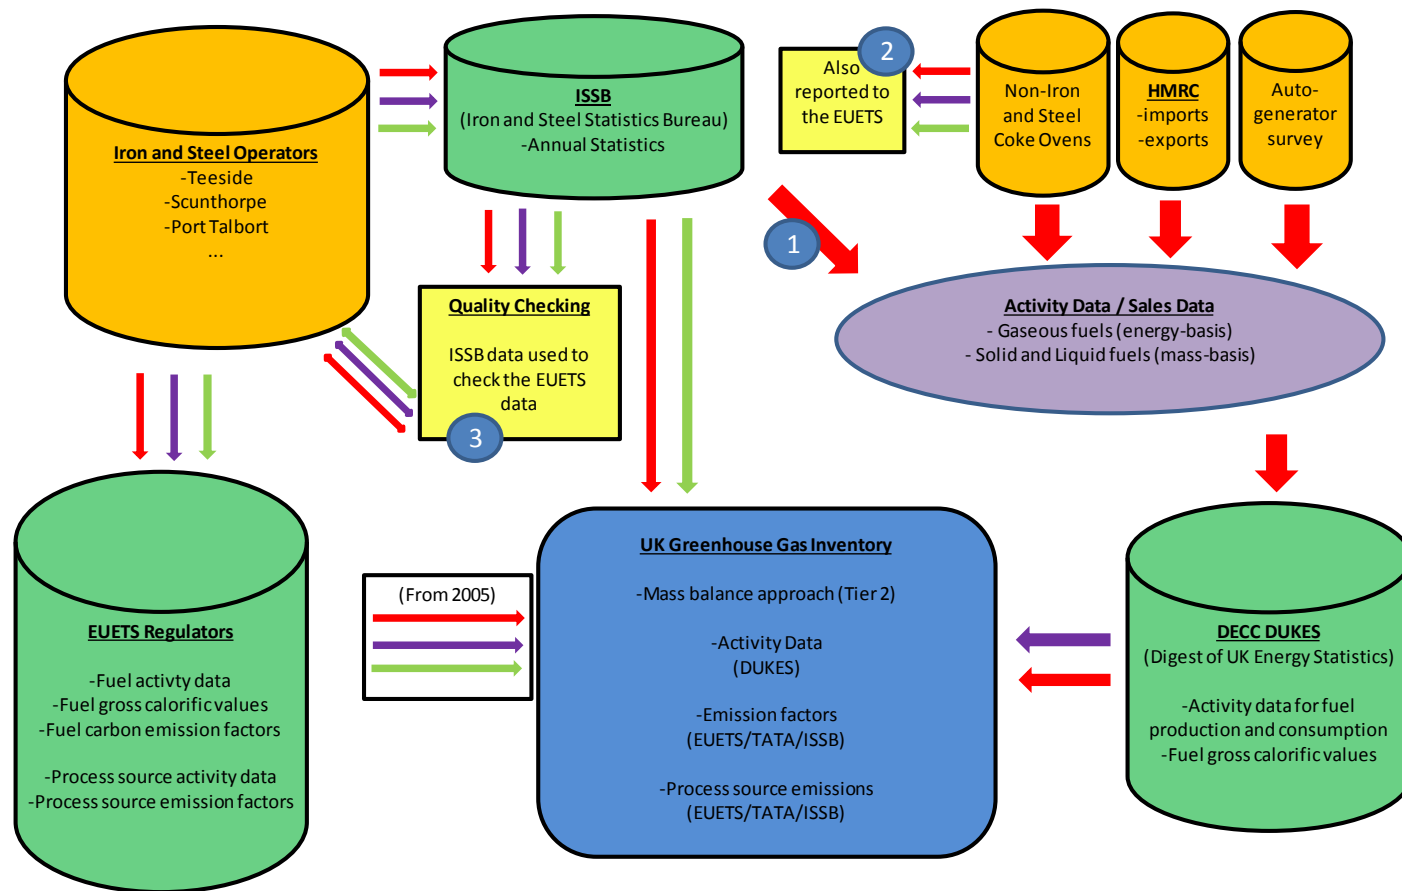 Iron and Steel Operators
-Teeside
-Scunthorpe
-Port Talbort
...
ISSB
(Iron and Steel Statistics Bureau)
-Annual Statistics
2
Also
reported to
the EUETS
Non-Iron
and Steel
Coke Ovens
HMRC
-imports
-exports
Auto-
generator
survey
1
Quality Checking
ISSB data used to
check the EUETS
data
3
Activity Data / Sales Data
- Gaseous fuels (energy-basis)
- Solid and Liquid fuels (mass-basis)
EUETS Regulators
-Fuel activty data
-Fuel gross calorific values
-Fuel carbon emission factors
-Process source activity data
-Process source emission factors
(From 2005)
UK Greenhouse Gas Inventory
-Mass balance approach (Tier 2)
-Activity Data
(DUKES)
-Emission factors
(EUETS/TATA/ISSB)
-Process source emissions
(EUETS/TATA/ISSB)
DECC DUKES
(Digest of UK Energy Statistics)
-Activity data for fuel
production and consumption
-Fuel gross calorific values